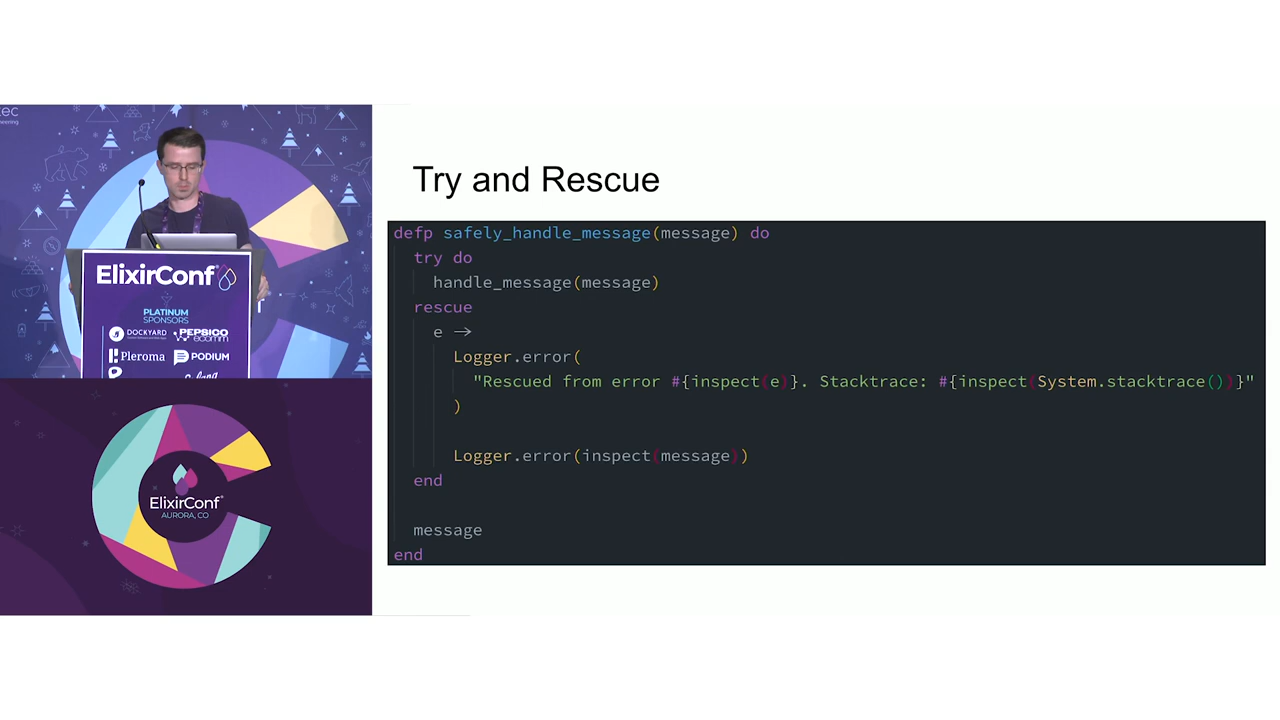 Try and Rescue
defp safely_handle_message(message) do
try do
handle_message(message)
rescue
e →
Logger.error(
"Rescued from error #{inspect(e)}. Stacktrace: #{inspect(System.stacktrace())}"
)
Logger.error(inspect(message))
end
message
end
ElixirConf
PLATINUM
SPONSORS
DOCKYARD
PEPSICO
ecomm
Pleroma
PODIUM
ElixirConf
AURORA, CO